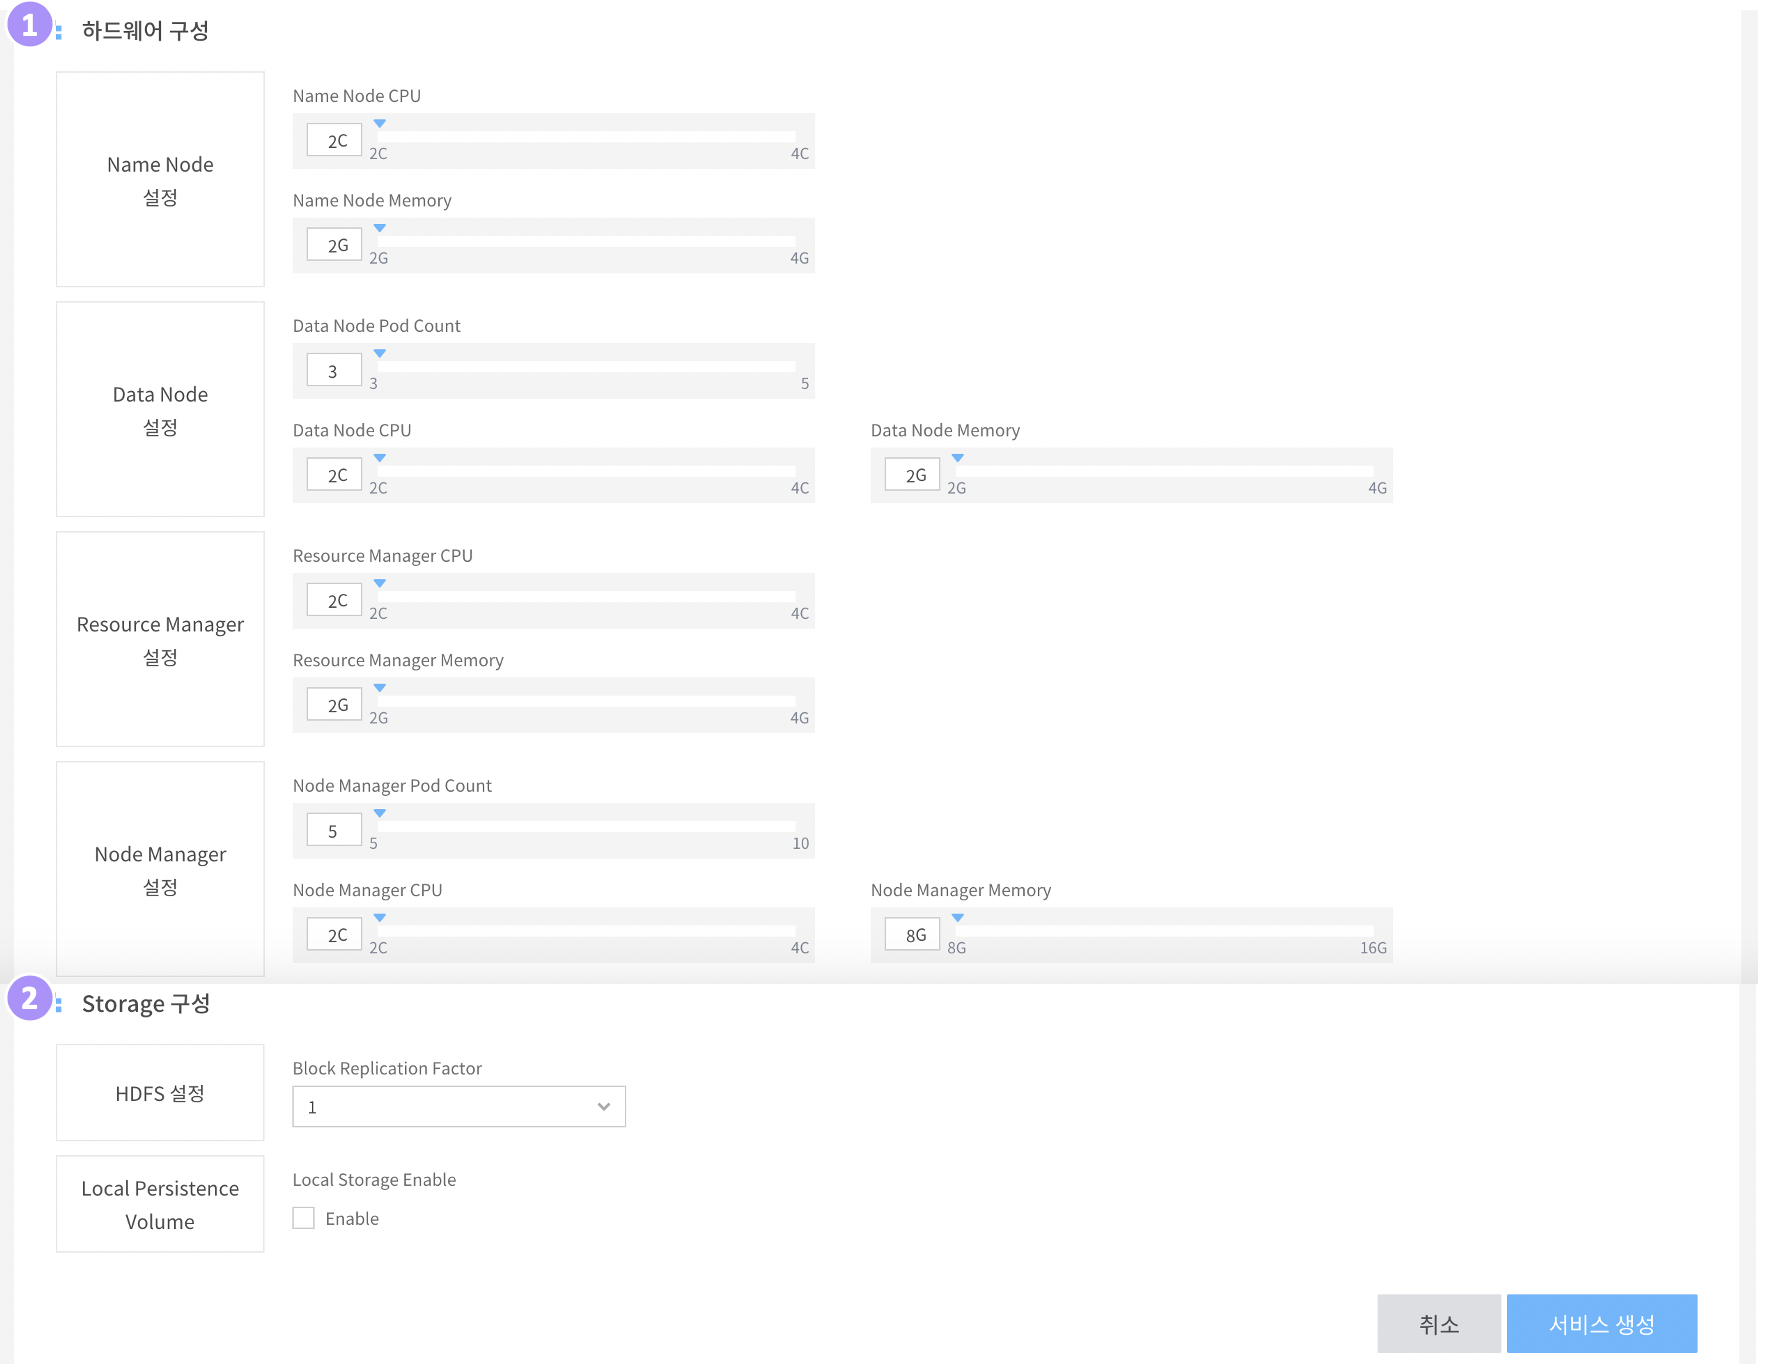 1
하드웨어 구성
Name Node
설정
Name Node CPU
2C
2C
4C
Name Node Memory
2G
2G
4G
Data Node
설정
Data Node Pod Count
3
3
5
Data Node CPU
2C
2C
4C
Data Node Memory
2G
2G
4G
Resource Manager
설정
Resource Manager CPU
2C
2C
4C
Resource Manager Memory
2G
2G
4G
Node Manager
설정
Node Manager Pod Count
5
5
10
Node Manager CPU
2C
2C
4C
Node Manager Memory
8G
8G
16G
2
Storage 구성
HDFS 설정
Block Replication Factor
1
Local Persistence
Volume
Local Storage Enable
Enable
취소
서비스 생성